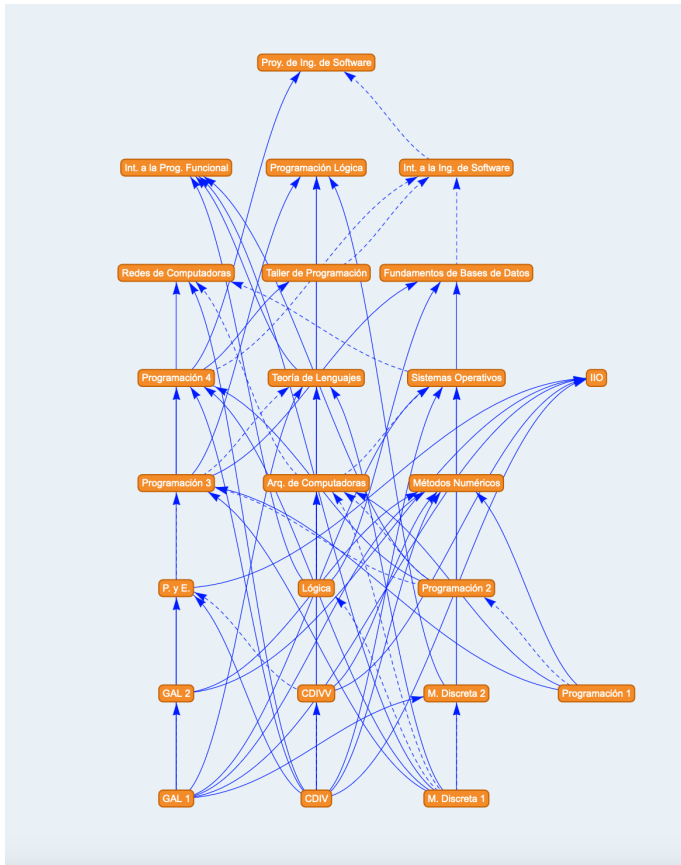 Proy. de Ing. de Software
Int. a la Prog. Funcional
Programación Lógica
Int. a la Ing. de Software
Redes de Computadoras
Taller de Programación
Fundamentos de Bases de Datos
Programación 4
Teoría de Lenguajes
Sistemas Operativos
IIO
Programación 3
Arq. de Computadoras
Métodos Numéricos
P. y E.
Lógica
Programación 2
GAL 2
CDIVV
M. Discreta 2
Programación 1
GAL 1
CDIV
M. Discreta 1